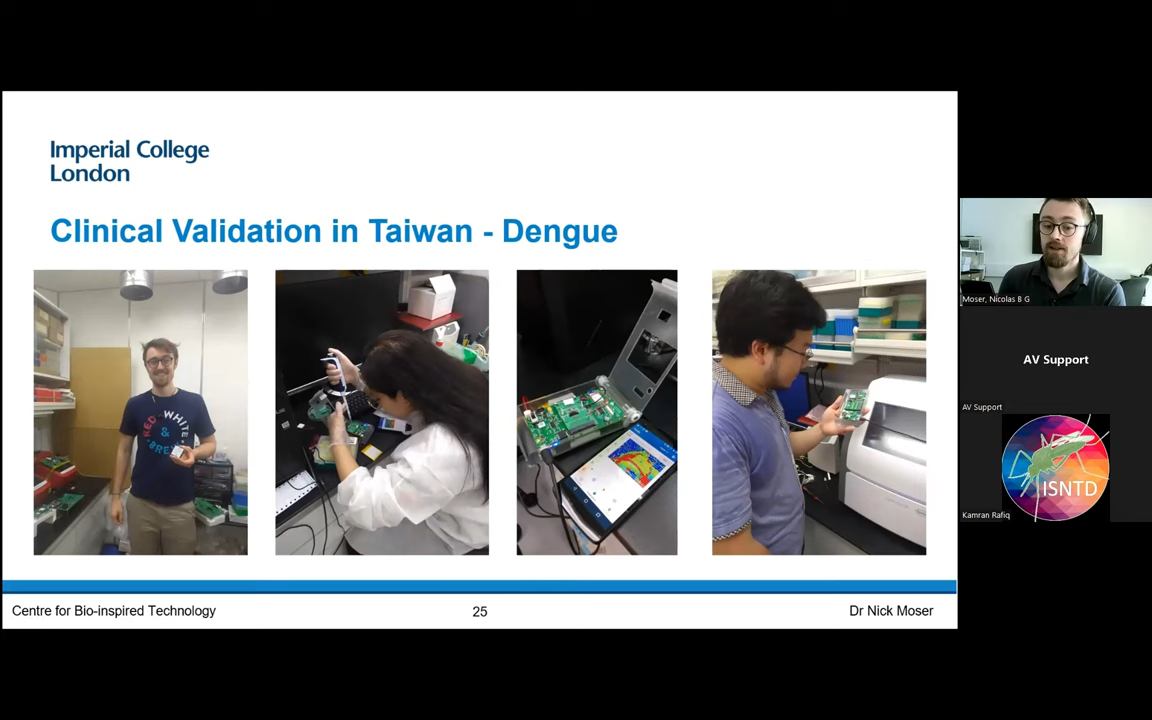 Imperial College
London
Clinical Validation in Taiwan - Dengue
RED-WHITE
&
BREW
Centre for Bio-inspired Technology
25
Dr Nick Moser
Moser, Nicolas B G
AV Support
AV Support
ISNTD
Kamran Rafiq